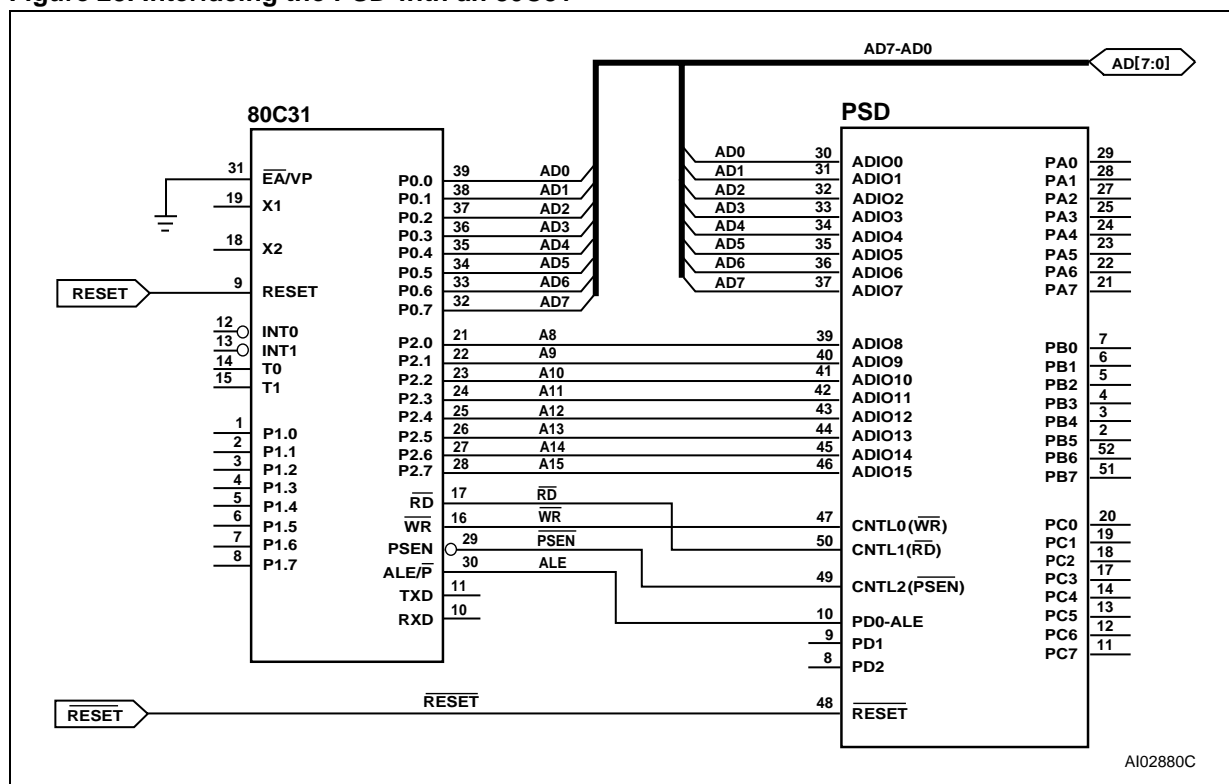 Figure Interfacing the PSD with an 80C31
AD7-AD0
AD[7:0]
80C31
PSD
31 EA/VP
19 X1
18 X2
RESET 9 RESET
12 INT0
13 INT1
14 T0
15 T1
1 P1.0
2 P1.1
3 P1.2
4 P1.3
5 P1.4
6 P1.5
7 P1.6
8 P1.7
P0.0 39 AD0
P0.1 38 AD1
P0.2 37 AD2
P0.3 36 AD3
P0.4 35 AD4
P0.5 34 AD5
P0.6 33 AD6
P0.7 32 AD7
P2.0 21 A8
P2.1 22 A9
P2.2 23 A10
P2.3 24 A11
P2.4 25 A12
P2.5 26 A13
P2.6 27 A14
P2.7 28 A15
RD 17 RD
WR 16 WR
PSEN 29 PSEN
ALE/P 30 ALE
TXD 11
RXD 10
AD0 30 ADIO0
AD1 31 ADIO1
AD2 32 ADIO2
AD3 33 ADIO3
AD4 34 ADIO4
AD5 35 ADIO5
AD6 36 ADIO6
AD7 37 ADIO7
39 ADIO8
40 ADIO9
41 ADIO10
42 ADIO11
43 ADIO12
44 ADIO13
45 ADIO14
46 ADIO15
47 CNTL0(WR)
50 CNTL1(RD)
49 CNTL2(PSEN)
10 PD0-ALE
9 PD1
8 PD2
48 RESET
PA0 29
PA1 28
PA2 27
PA3 25
PA4 24
PA5 23
PA6 22
PA7 21
PB0 7
PB1 6
PB2 5
PB3 4
PB4 3
PB5 2
PB6 52
PB7 51
PC0 20
PC1 19
PC2 18
PC3 17
PC4 14
PC5 13
PC6 12
PC7 11
RESET
RESET
AI02880C